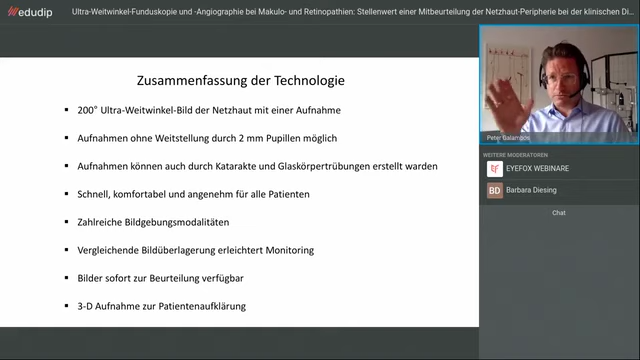 edudip
Ultra-Weitwinkel-Funduskopie und -Angiographie bei Makulo- und Retinopathien: Stellenwert einer Mitbeurteilung der Netzhaut-Peripherie bei der klinischen Di...
Zusammenfassung der Technologie
▪ 200° Ultra-Weitwinkel-Bild der Netzhaut mit einer Aufnahme
▪ Aufnahmen ohne Weitstellung durch 2 mm Pupillen möglich
▪ Aufnahmen können auch durch Katarakte und Glaskörpertrübungen erstellt warden
▪ Schnell, komfortabel und angenehm für alle Patienten
▪ Zahlreiche Bildgebungsmodalitäten
▪ Vergleichende Bildüberlagerung erleichtert Monitoring
▪ Bilder sofort zur Beurteilung verfügbar
▪ 3-D Aufnahme zur Patientenaufklärung
Peter Galambos
WEITERE MODERATOREN
EYEFOX WEBINARE
BD Barbara Diesing
Chat